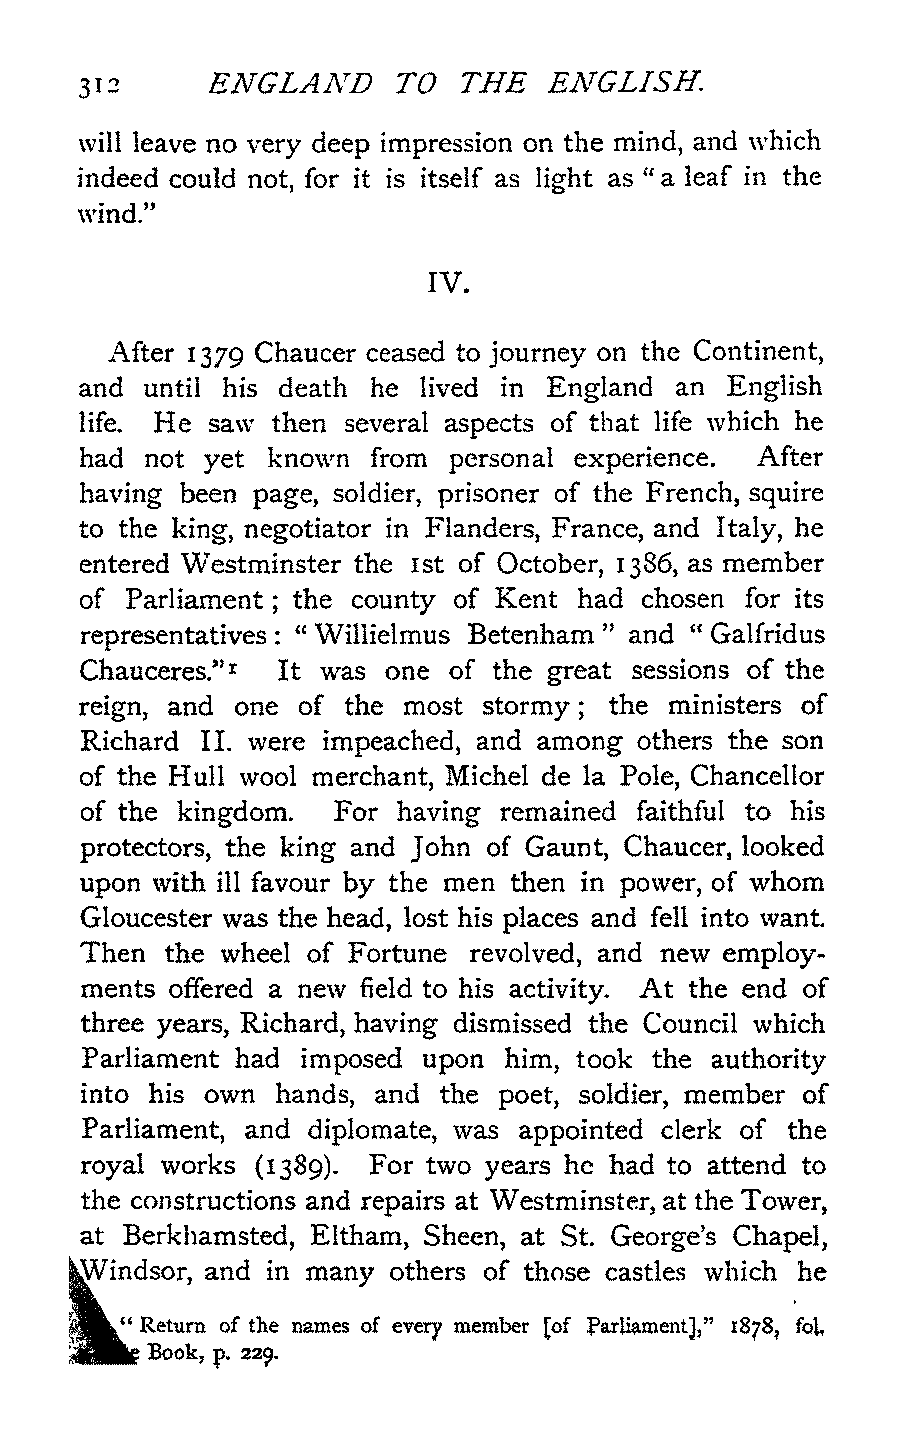 312 ENGLAND TO THE ENGLISH.
will leave no very deep impression on the mind, and which
indeed could not, for it is itself as light as “a leaf in the
wind.”
IV.
After 1379 Chaucer ceased to journey on the Continent,
and until his death he lived in England an English
life. He saw then several aspects of that life which he
had not yet known from personal experience. After
having been page, soldier, prisoner of the French, squire
to the king, negotiator in Flanders, France, and Italy, he
entered Westminster the 1st of October, 1386, as member
of Parliament ; the county of Kent had chosen for its
representatives : “ Willielmus Betenham ” and “ Galfridus
Chauceres.”¹ It was one of the great sessions of the
reign, and one of the most stormy ; the ministers of
Richard II. were impeached, and among others the son
of the Hull wool merchant, Michel de la Pole, Chancellor
of the kingdom. For having remained faithful to his
protectors, the king and John of Gaunt, Chaucer, looked
upon with ill favour by the men then in power, of whom
Gloucester was the head, lost his places and fell into want.
Then the wheel of Fortune revolved, and new employ-
ments offered a new field to his activity. At the end of
three years, Richard, having dismissed the Council which
Parliament had imposed upon him, took the authority
into his own hands, and the poet, soldier, member of
Parliament, and diplomate, was appointed clerk of the
royal works (1389). For two years he had to attend to
the constructions and repairs at Westminster, at the Tower,
at Berkhamsted, Eltham, Sheen, at St. George’s Chapel,
Windsor, and in many others of those castles which he
“ Return of the names of every member [of Parliament],” 1878, fol.
Book, p. 229.